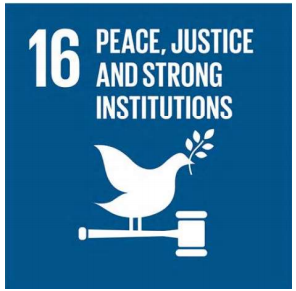 16 PEACE, JUSTICE
AND STRONG
INSTITUTIONS